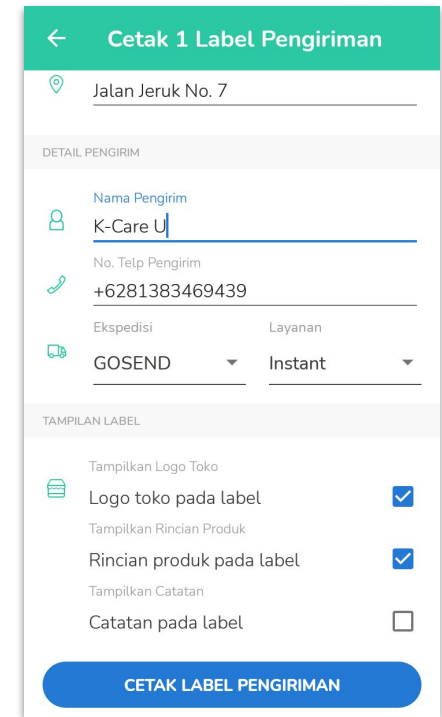 Cetak 1 Label Pengiriman
Jalan Jeruk No. 7
DETAIL PENGIRIM
Nama Pengirim
K-Care U
No. Telp Pengirim
+6281383469439
Ekspedisi Layanan
GOSEND Instant
TAMPILAN LABEL
Tampilkan Logo Toko
Logo toko pada label
Tampilkan Rincian Produk
Rincian produk pada label
Tampilkan Catatan
Catatan pada label
CETAK LABEL PENGIRIMAN